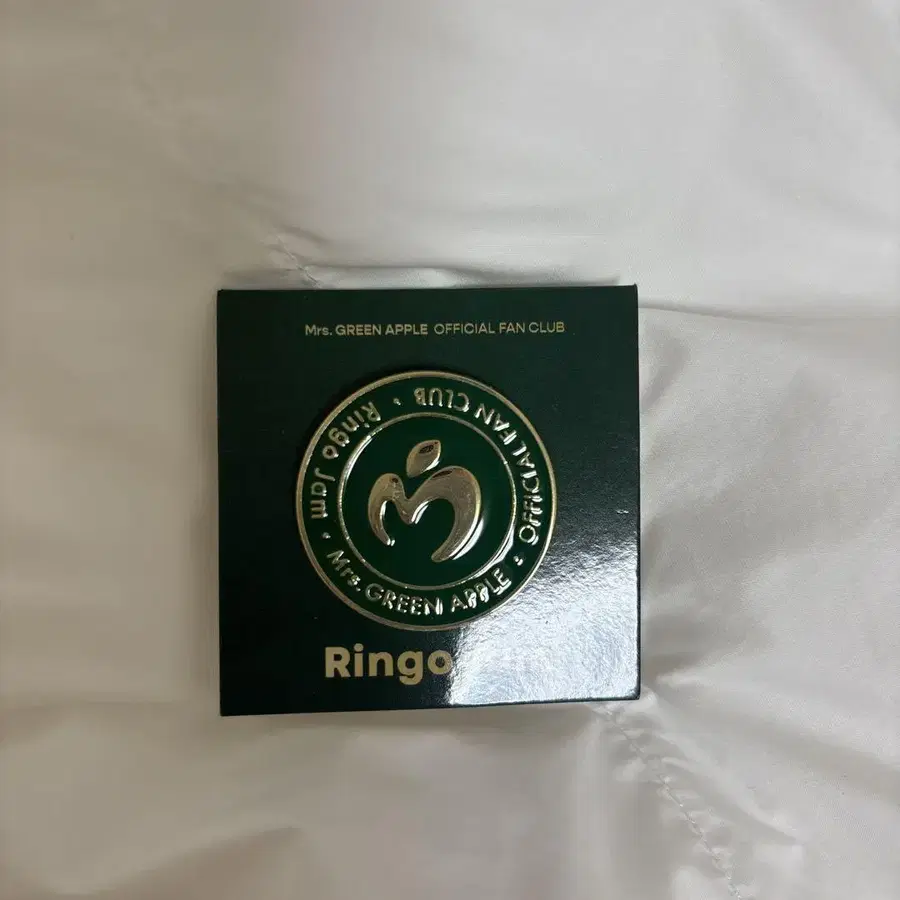 Mrs. GREEN APPLE OFFICIAL FAN CLUB
Ringo Jam • Mrs. GREEN APPLE • OFFICIAL FAN CLUB •
Ringo